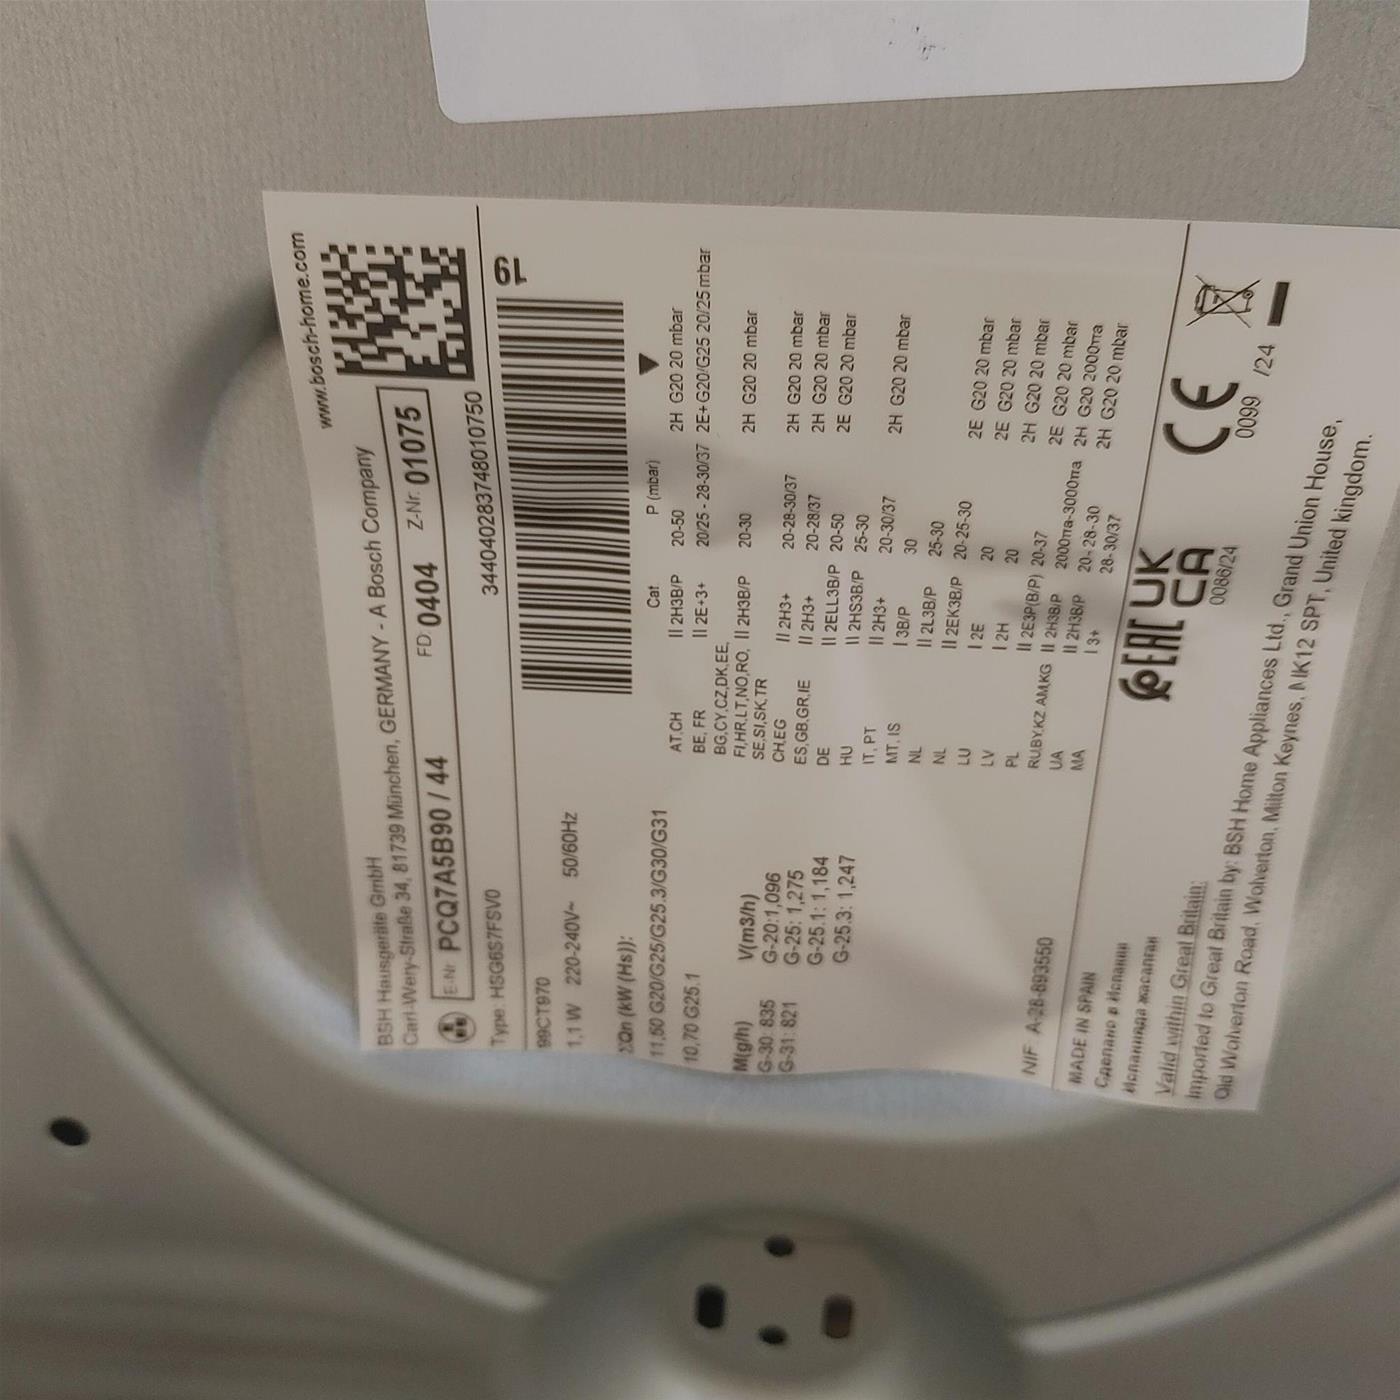 www.bosch-home.com
BSH Hausgeräte GmbH
Carl-Wery-Straße 34, 81739 München, GERMANY - A Bosch Company
E-Nr PCQ7A5B90 / 44 FD 0404 Z-Nr. 01075
Type: HSG6S7FSV0 344040283748010750
99CT970
1,1 W 220-240V~ 50/60Hz
19
ΣQn (kW (Hs)):
11,50 G20/G25/G25.3/G30/G31
10,70 G25.1
M(g/h) V(m3/h)
G-30: 835 G-20:1,096
G-31: 821 G-25: 1,275
G-25.1: 1,184
G-25.3: 1,247
NIF. A-28-893550
Cat. P (mbar) ▼
AT,CH II 2H3B/P 20-50 2H G20 20 mbar
BE, FR II 2E+3+ 20/25 - 28-30/37 2E+G20/G25 20/25 mbar
BG,CY,CZ,DK,EE,
FI,HR,LT,NO,RO, II 2H3B/P 20-30 2H G20 20 mbar
SE,SI,SK,TR
CH,EG II 2H3+ 20-28-30/37 2H G20 20 mbar
ES,GB,GR,IE II 2H3+ 20-28/37 2H G20 20 mbar
DE II 2ELL3B/P 20-50 2E G20 20 mbar
HU II 2HS3B/P 25-30
IT, PT II 2H3+ 20-30/37 2H G20 20 mbar
MT, IS I 3B/P 30
NL II 2L3B/P 25-30
NL II 2EK3B/P 20-25-30
LU I 2E 20 2E G20 20 mbar
LV I 2H 20 2E G20 20 mbar
PL II 2E3P(B/P) 20-37 2H G20 20 mbar
RU,BY,KZ AM,KG II 2H3B/P 2000па-3000па 2E G20 20 mbar
UA II 2H3B/P 20- 28-30 2H G20 2000па
MA I 3+ 28-30/37 2H G20 20 mbar
MADE IN SPAIN
Сделано в Испании
Испанияда жасалған
EAC UK CA CE
0086/24 0099 /24
Valid within Great Britain:
Imported to Great Britain by: BSH Home Appliances Ltd., Grand Union House,
Old Wolverton Road, Wolverton, Milton Keynes, MK12 5PT, United kingdom.